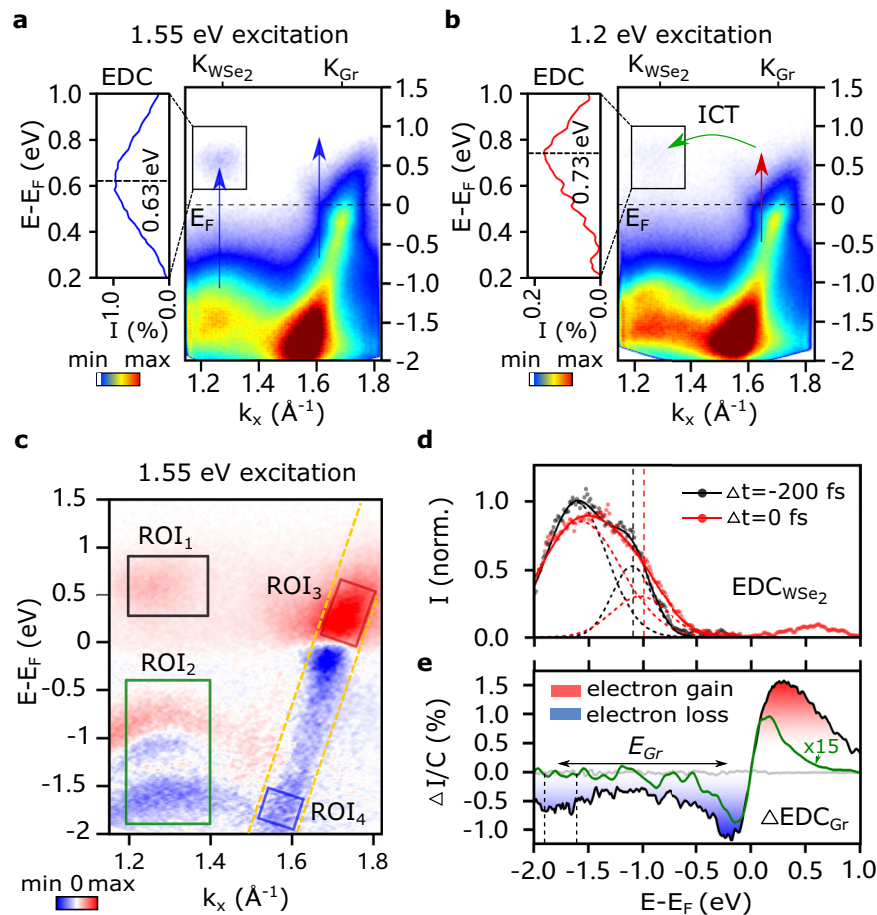 a
1.55 eV excitation
EDC
K_WSe₂
K_Gr
1.0
0.8
0.6
0.4
0.2
E-E_F (eV)
0.63 eV
1.0
0.0
I (%)
E_F
1.5
1.0
0.5
0
-0.5
-1.0
-1.5
-2
min max
1.2 1.4 1.6 1.8
k_x (Å⁻¹)
b
1.2 eV excitation
EDC
K_WSe₂
K_Gr
1.0
0.8
0.6
0.4
0.2
E-E_F (eV)
0.73 eV
0.2
0.0
I (%)
ICT
E_F
1.5
1.0
0.5
0
-0.5
-1.0
-1.5
-2
min max
1.2 1.4 1.6 1.8
k_x (Å⁻¹)
c
1.55 eV excitation
1.5
1.0
0.5
0
-0.5
-1
-1.5
-2
E-E_F (eV)
ROI₁
ROI₂
ROI₃
ROI₄
1.2 1.4 1.6 1.8
k_x (Å⁻¹)
min 0 max
d
I (norm.)
1.0
0.5
0.0
Δt=-200 fs
Δt=0 fs
EDC_WSe₂
e
ΔI/C (%)
1.5
1.0
0.5
0.0
-0.5
-1.0
electron gain
electron loss
E_Gr
x15
ΔEDC_Gr
-2.0 -1.5 -1.0 -0.5 0.0 0.5 1.0
E-E_F (eV)